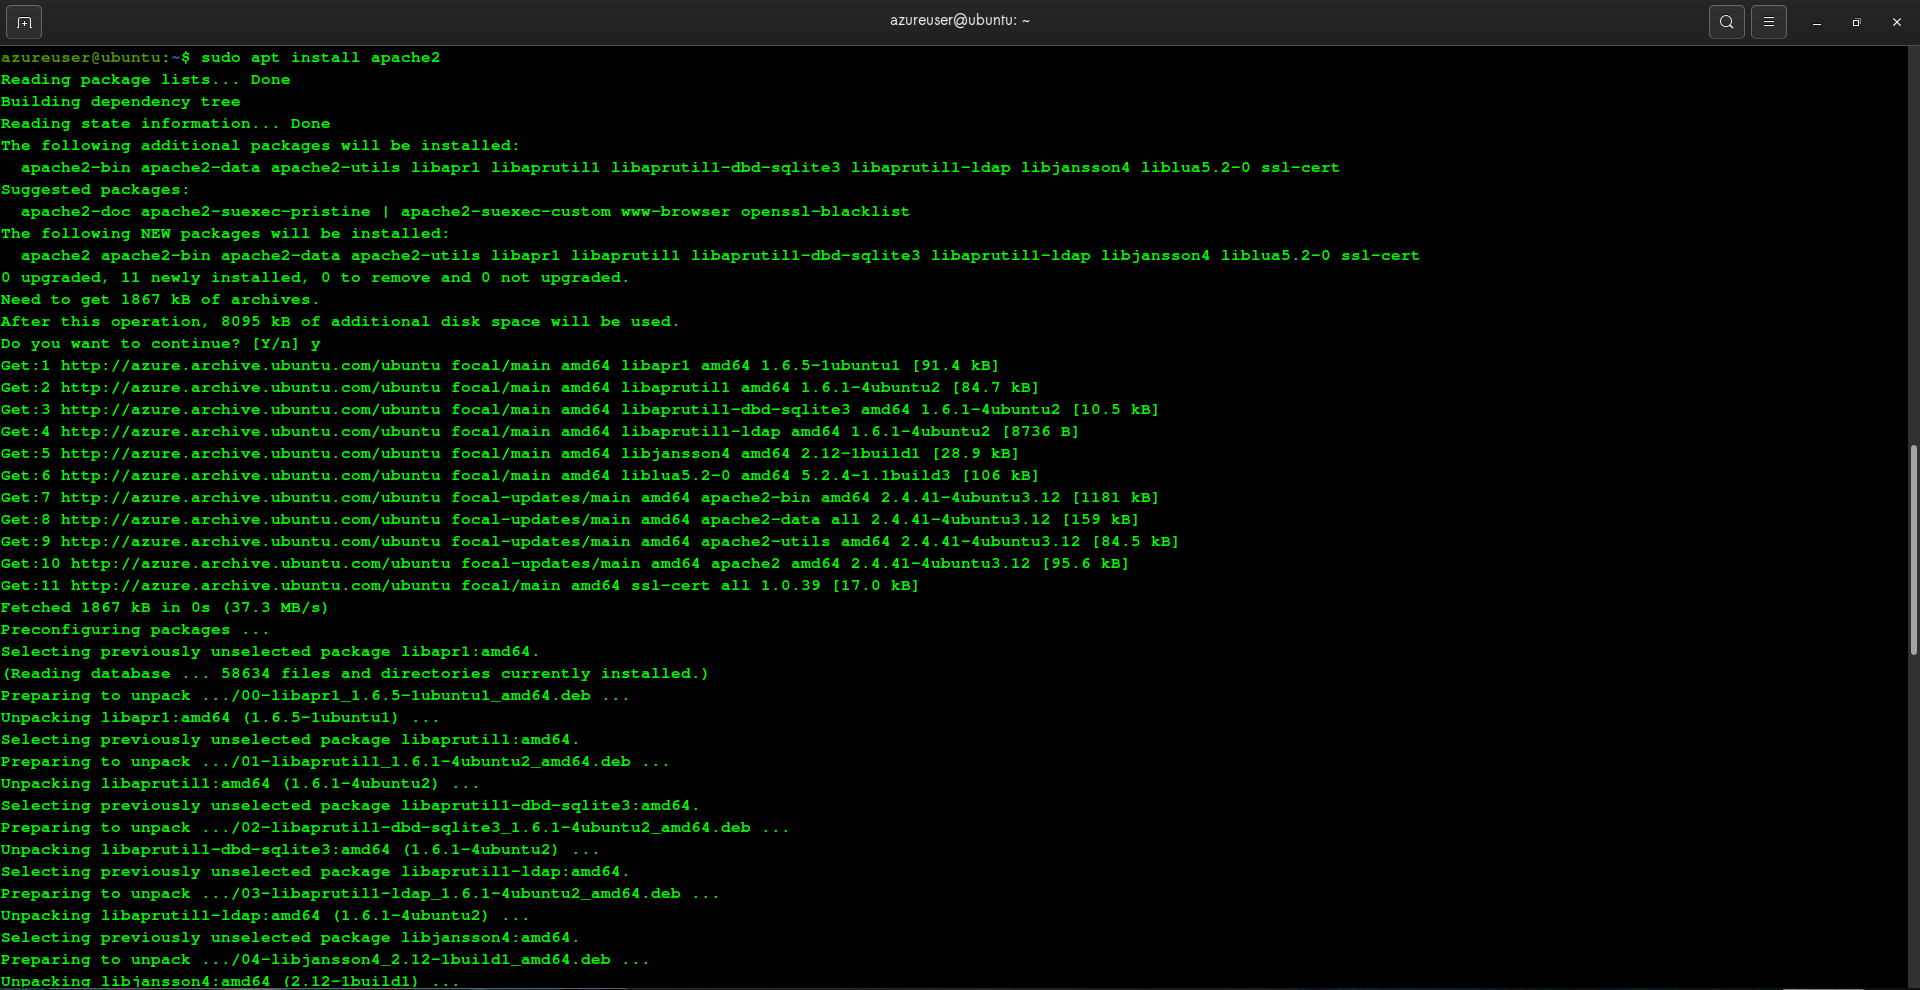 azureuser@ubuntu: ~
azureuser@ubuntu:~$ sudo apt install apache2
Reading package lists... Done
Building dependency tree
Reading state information... Done
The following additional packages will be installed:
  apache2-bin apache2-data apache2-utils libapr1 libaprutil1 libaprutil1-dbd-sqlite3 libaprutil1-ldap libjansson4 liblua5.2-0 ssl-cert
Suggested packages:
  apache2-doc apache2-suexec-pristine | apache2-suexec-custom www-browser openssl-blacklist
The following NEW packages will be installed:
  apache2 apache2-bin apache2-data apache2-utils libapr1 libaprutil1 libaprutil1-dbd-sqlite3 libaprutil1-ldap libjansson4 liblua5.2-0 ssl-cert
0 upgraded, 11 newly installed, 0 to remove and 0 not upgraded.
Need to get 1867 kB of archives.
After this operation, 8095 kB of additional disk space will be used.
Do you want to continue? [Y/n] y
Get:1 http://azure.archive.ubuntu.com/ubuntu focal/main amd64 libapr1 amd64 1.6.5-1ubuntu1 [91.4 kB]
Get:2 http://azure.archive.ubuntu.com/ubuntu focal/main amd64 libaprutil1 amd64 1.6.1-4ubuntu2 [84.7 kB]
Get:3 http://azure.archive.ubuntu.com/ubuntu focal/main amd64 libaprutil1-dbd-sqlite3 amd64 1.6.1-4ubuntu2 [10.5 kB]
Get:4 http://azure.archive.ubuntu.com/ubuntu focal/main amd64 libaprutil1-ldap amd64 1.6.1-4ubuntu2 [8736 B]
Get:5 http://azure.archive.ubuntu.com/ubuntu focal/main amd64 libjansson4 amd64 2.12-1build1 [28.9 kB]
Get:6 http://azure.archive.ubuntu.com/ubuntu focal/main amd64 liblua5.2-0 amd64 5.2.4-1.1build3 [106 kB]
Get:7 http://azure.archive.ubuntu.com/ubuntu focal-updates/main amd64 apache2-bin amd64 2.4.41-4ubuntu3.12 [1181 kB]
Get:8 http://azure.archive.ubuntu.com/ubuntu focal-updates/main amd64 apache2-data all 2.4.41-4ubuntu3.12 [159 kB]
Get:9 http://azure.archive.ubuntu.com/ubuntu focal-updates/main amd64 apache2-utils amd64 2.4.41-4ubuntu3.12 [84.5 kB]
Get:10 http://azure.archive.ubuntu.com/ubuntu focal-updates/main amd64 apache2 amd64 2.4.41-4ubuntu3.12 [95.6 kB]
Get:11 http://azure.archive.ubuntu.com/ubuntu focal/main amd64 ssl-cert all 1.0.39 [17.0 kB]
Fetched 1867 kB in 0s (37.3 MB/s)
Preconfiguring packages ...
Selecting previously unselected package libapr1:amd64.
(Reading database ... 58634 files and directories currently installed.)
Preparing to unpack .../00-libapr1_1.6.5-1ubuntu1_amd64.deb ...
Unpacking libapr1:amd64 (1.6.5-1ubuntu1) ...
Selecting previously unselected package libaprutil1:amd64.
Preparing to unpack .../01-libaprutil1_1.6.1-4ubuntu2_amd64.deb ...
Unpacking libaprutil1:amd64 (1.6.1-4ubuntu2) ...
Selecting previously unselected package libaprutil1-dbd-sqlite3:amd64.
Preparing to unpack .../02-libaprutil1-dbd-sqlite3_1.6.1-4ubuntu2_amd64.deb ...
Unpacking libaprutil1-dbd-sqlite3:amd64 (1.6.1-4ubuntu2) ...
Selecting previously unselected package libaprutil1-ldap:amd64.
Preparing to unpack .../03-libaprutil1-ldap_1.6.1-4ubuntu2_amd64.deb ...
Unpacking libaprutil1-ldap:amd64 (1.6.1-4ubuntu2) ...
Selecting previously unselected package libjansson4:amd64.
Preparing to unpack .../04-libjansson4_2.12-1build1_amd64.deb ...
Unpacking libjansson4:amd64 (2.12-1build1) ...